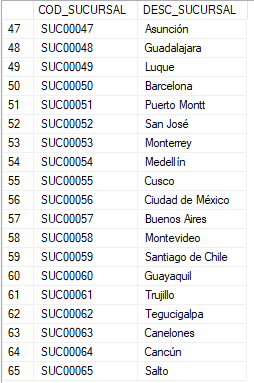 COD_SUCURSAL DESC_SUCURSAL
47 SUC00047 Asunción
48 SUC00048 Guadalajara
49 SUC00049 Luque
50 SUC00050 Barcelona
51 SUC00051 Puerto Montt
52 SUC00052 San José
53 SUC00053 Monterrey
54 SUC00054 Medellín
55 SUC00055 Cusco
56 SUC00056 Ciudad de México
57 SUC00057 Buenos Aires
58 SUC00058 Montevideo
59 SUC00059 Santiago de Chile
60 SUC00060 Guayaquil
61 SUC00061 Trujillo
62 SUC00062 Tegucigalpa
63 SUC00063 Canelones
64 SUC00064 Cancún
65 SUC00065 Salto